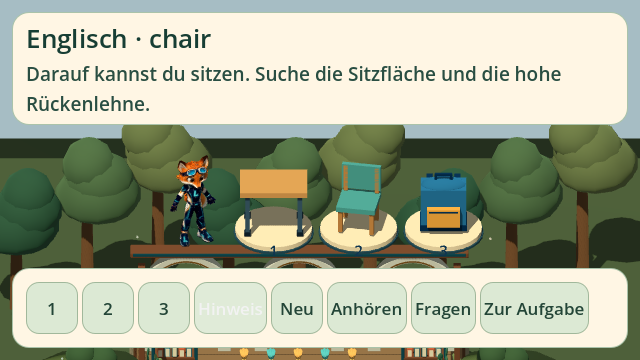 Englisch · chair
Darauf kannst du sitzen. Suche die Sitzfläche und die hohe
Rückenlehne.
1 2 3
1 2 3 Hinweis Neu Anhören Fragen Zur Aufgabe